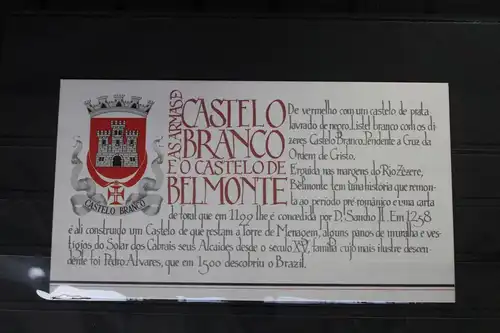 AS ARMAS D
CASTELO
BRANCO
E O CASTELO DE
BELMONTE
De vermelho com um castelo de prata
lavrado de negro. Listel branco com os di-
zeres Castelo Branco. Pendente a Cruz da
Ordem de Cristo.
Erguida nas margens do Rio Zêzere,
Belmonte tem uma história que remon-
ta ao período pré-românico e uma carta
de foral que em 1199 lhe é concedida por D. Sancho II. Em 1258
é ali construído um Castelo de que restam a Torre de Menagem, alguns panos de muralha e ves-
tígios do Solar dos Cabrais seus Alcaides desde o século XV, família cujo mais ilustre descen-
dente foi Pedro Álvares, que em 1500 descobriu o Brazil.
CASTELO BRANCO